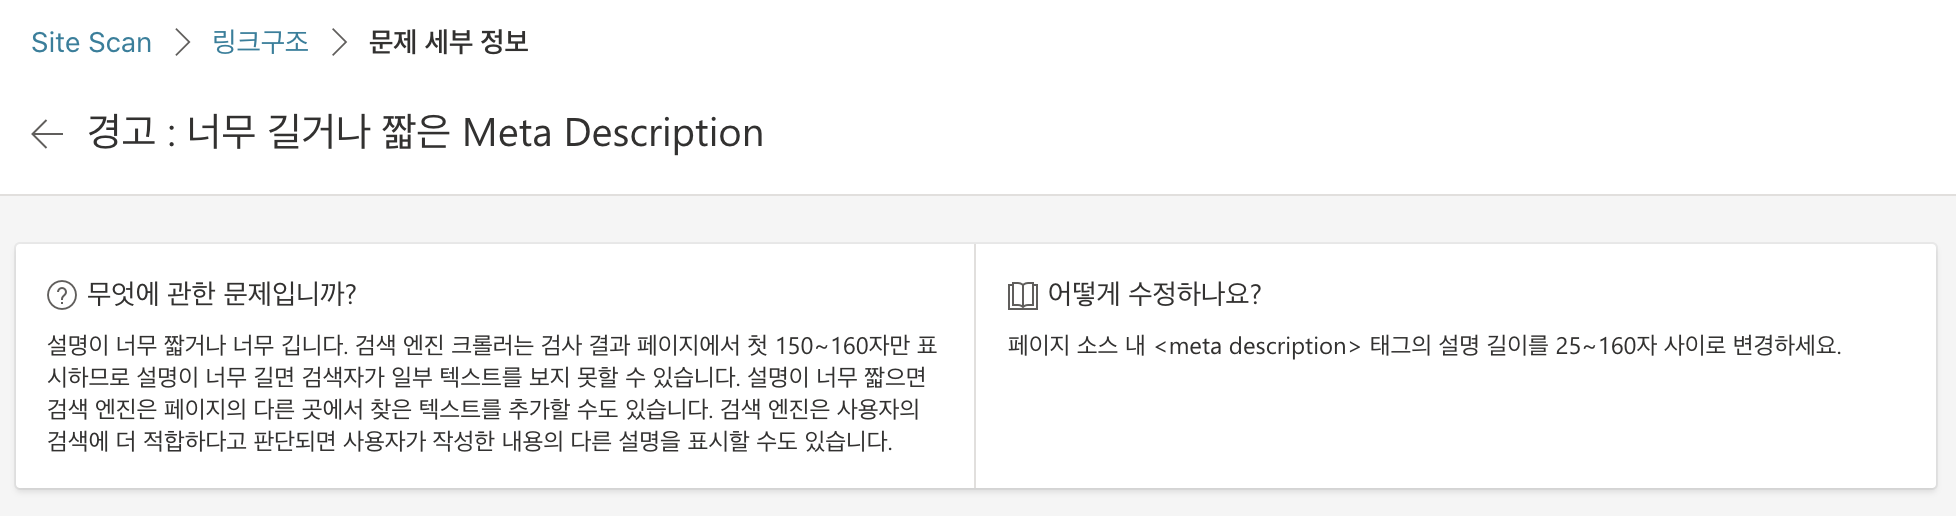 Site Scan > 링크구조 > 문제 세부 정보
← 경고 : 너무 길거나 짧은 Meta Description
무엇에 관한 문제입니까?
설명이 너무 짧거나 너무 깁니다. 검색 엔진 크롤러는 검사 결과 페이지에서 첫 150~160자만 표
시하므로 설명이 너무 길면 검색자가 일부 텍스트를 보지 못할 수 있습니다. 설명이 너무 짧으면
검색 엔진은 페이지의 다른 곳에서 찾은 텍스트를 추가할 수도 있습니다. 검색 엔진은 사용자의
검색에 더 적합하다고 판단되면 사용자가 작성한 내용의 다른 설명을 표시할 수도 있습니다.
어떻게 수정하나요?
페이지 소스 내 <meta description> 태그의 설명 길이를 25~160자 사이로 변경하세요.